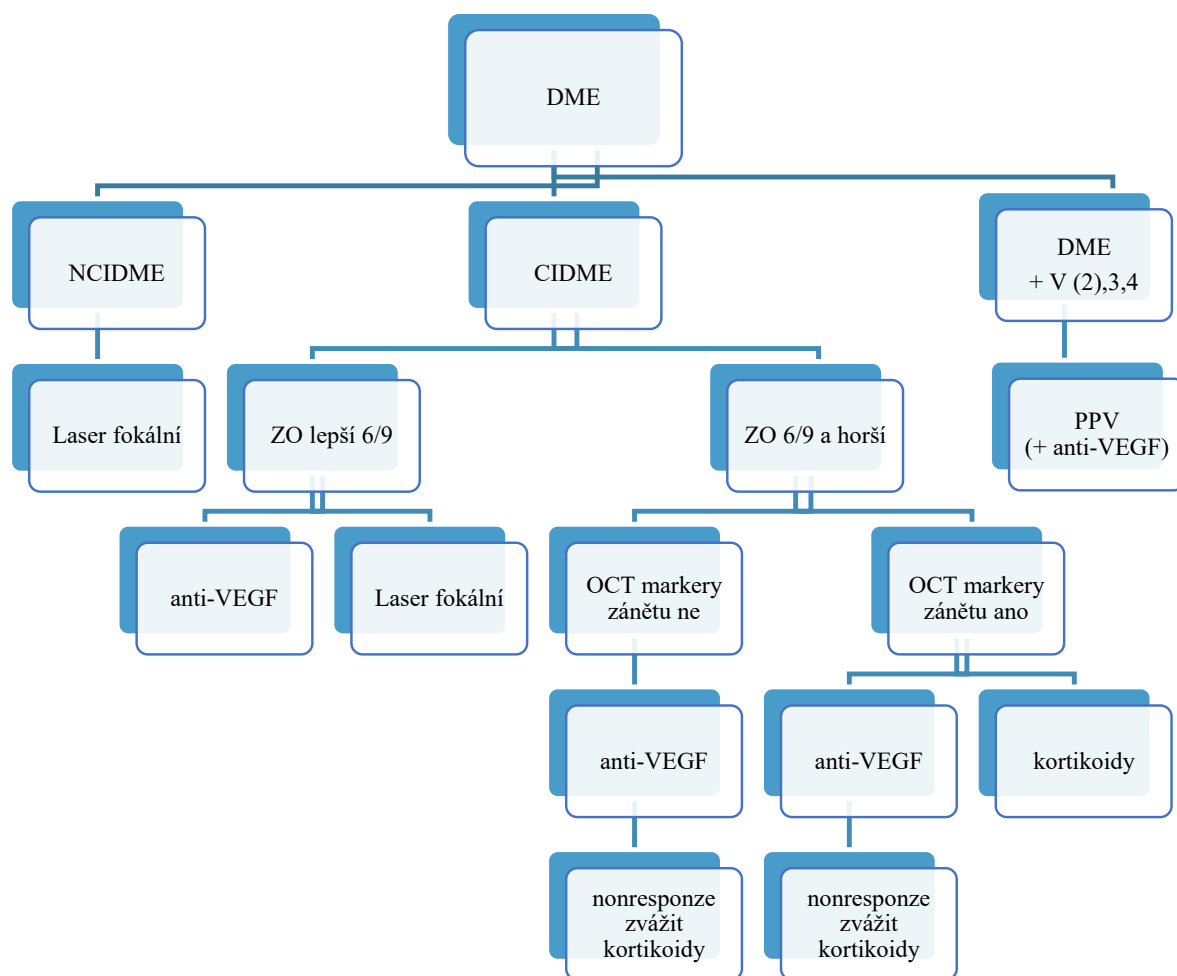 DME
NCIDME
CIDME
DME
+ V (2),3,4
Laser fokální
ZO lepší 6/9
ZO 6/9 a horší
PPV
(+ anti-VEGF)
anti-VEGF
Laser fokální
OCT markery
zánětu ne
OCT markery
zánětu ano
anti-VEGF
anti-VEGF
kortikoidy
nonresponze
zvážit
kortikoidy
nonresponze
zvážit
kortikoidy